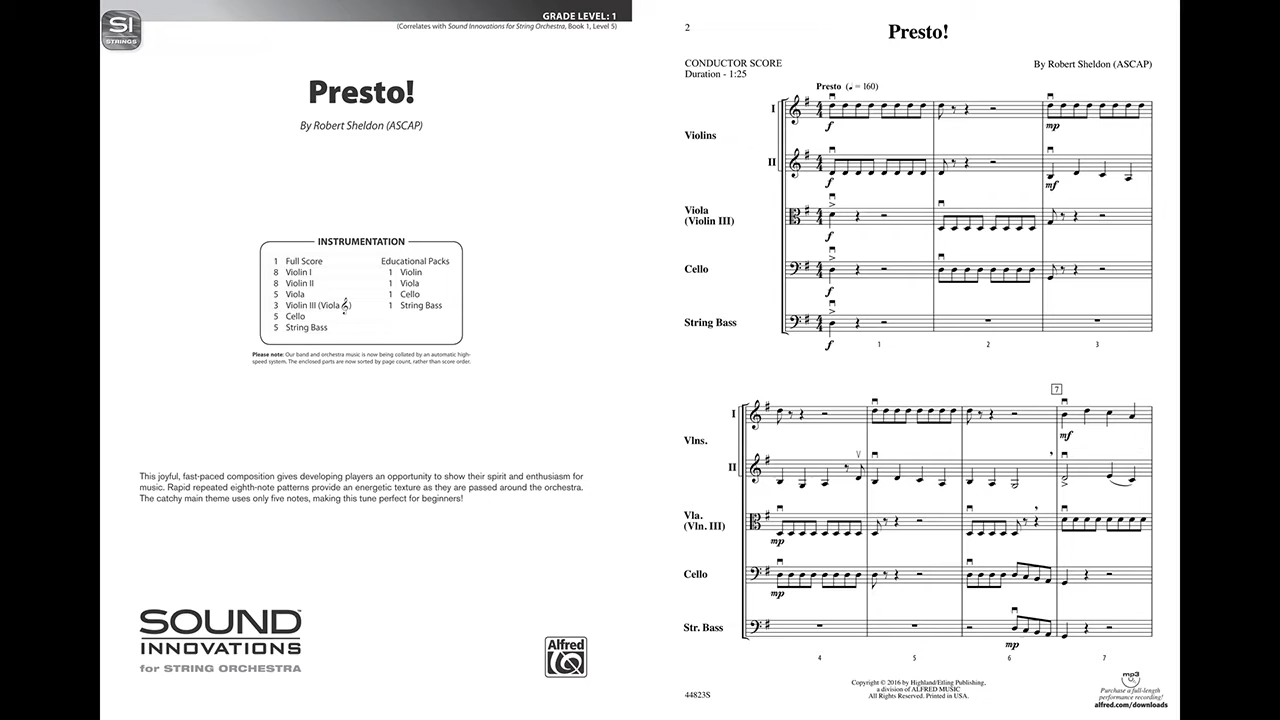 GRADE LEVEL: 1
(Correlates with Sound Innovations for String Orchestra, Book 1, Level 5)
SI
STRINGS
Presto!
By Robert Sheldon (ASCAP)
INSTRUMENTATION
1 Full Score
8 Violin I
8 Violin II
5 Viola
3 Violin III (Viola 𝄞)
5 Cello
5 String Bass
Educational Packs
1 Violin
1 Viola
1 Cello
1 String Bass
Please note: Our band and orchestra music is now being collated by an automatic high-
speed system. The enclosed parts are now sorted by page count, rather than score order.
This joyful, fast-paced composition gives developing players an opportunity to show their spirit and enthusiasm for
music. Rapid repeated eighth-note patterns provide an energetic texture as they are passed around the orchestra.
The catchy main theme uses only five notes, making this tune perfect for beginners!
SOUND
INNOVATIONS™
for STRING ORCHESTRA
Alfred
2
Presto!
CONDUCTOR SCORE
Duration - 1:25
By Robert Sheldon (ASCAP)
Presto (♩ = 160)
I
Violins
II
Viola
(Violin III)
Cello
String Bass
f
mp
f
mf
f
f
f
1 2 3
7
I
Vlns.
II
Vla.
(Vln. III)
Cello
Str. Bass
mf
mp
mp
mp
4 5 6 7
44823S
Copyright © 2016 by Highland/Etling Publishing,
a division of ALFRED MUSIC
All Rights Reserved. Printed in USA.
mp3
Purchase a full-length
performance recording!
alfred.com/downloads